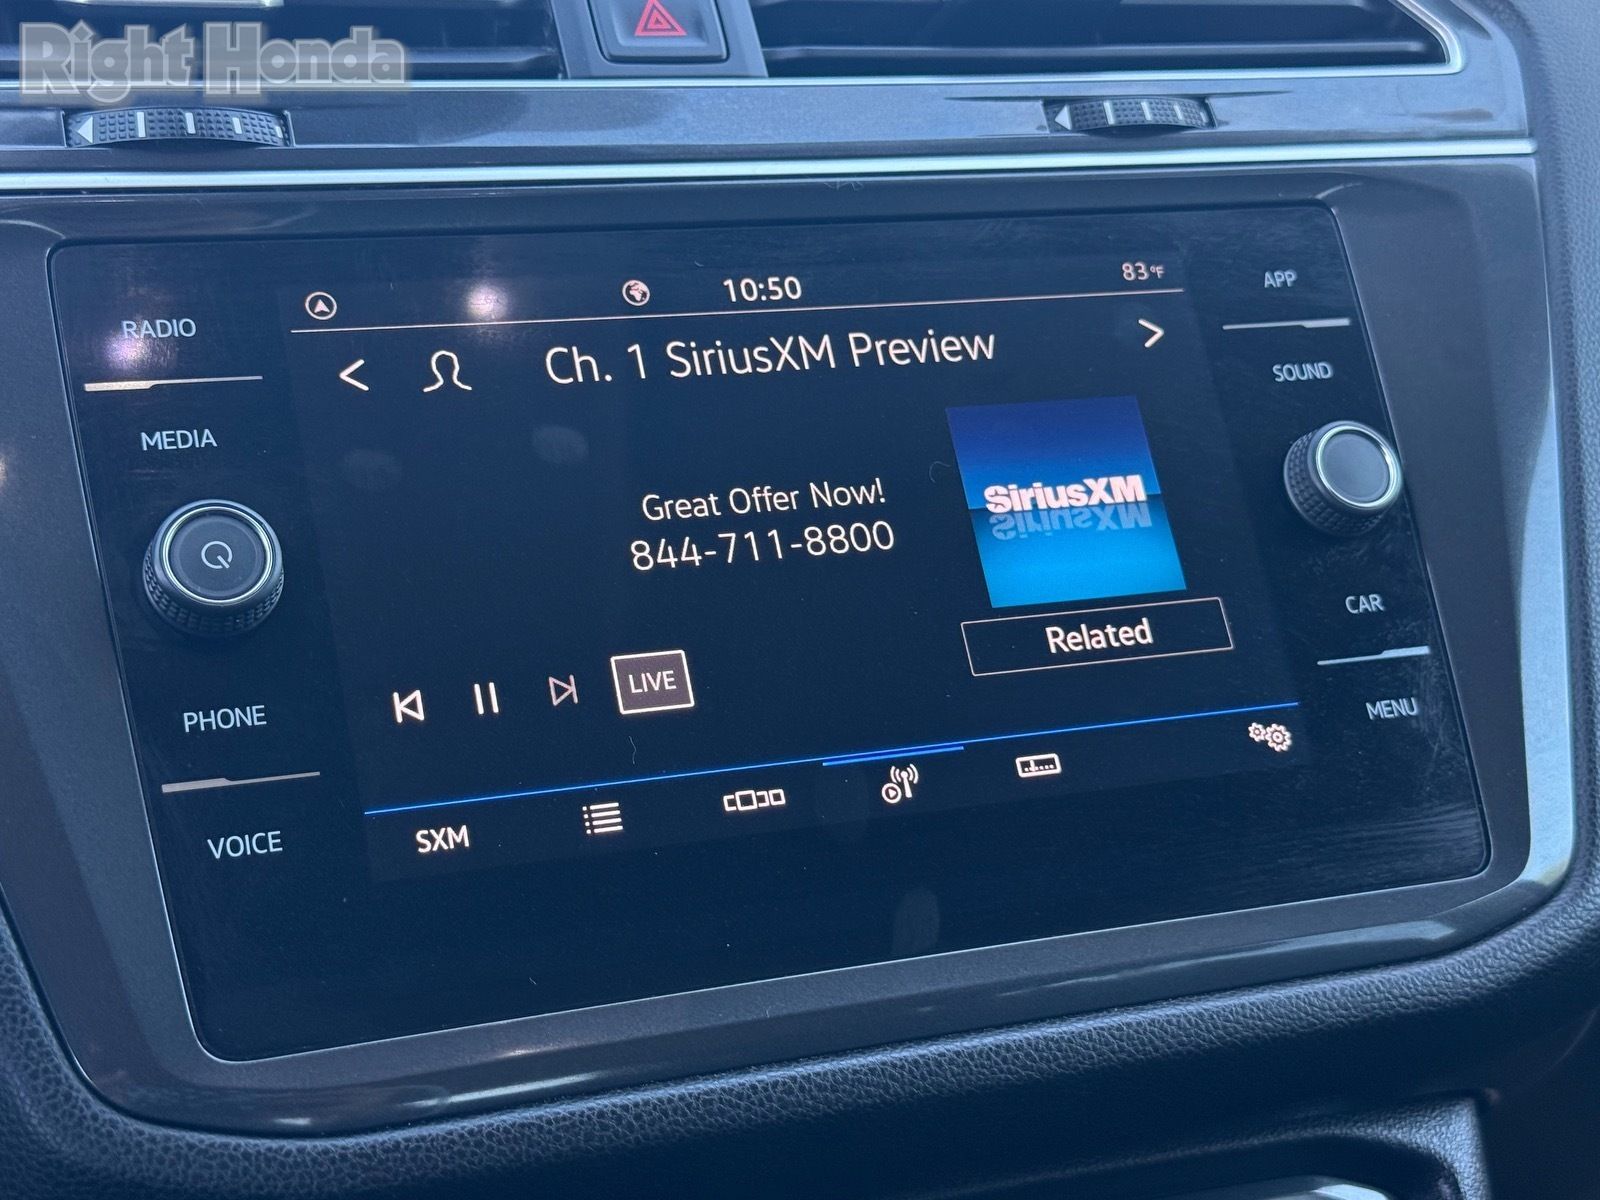 Right Honda
10:50
83°F
APP
RADIO
Ch. 1 SiriusXM Preview
SOUND
MEDIA
Great Offer Now!
844-711-8800
SiriusXM
CAR
Related
LIVE
PHONE
MENU
SXM
VOICE